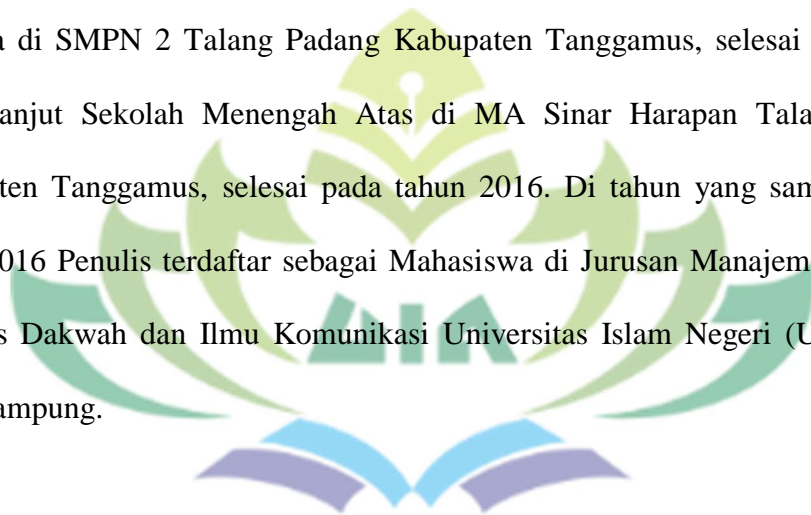 a di SMPN 2 Talang Padang Kabupaten Tanggamus, selesai
anjut Sekolah Menengah Atas di MA Sinar Harapan Tala
ten Tanggamus, selesai pada tahun 2016. Di tahun yang sam
016 Penulis terdaftar sebagai Mahasiswa di Jurusan Manajem
s Dakwah dan Ilmu Komunikasi Universitas Islam Negeri (U
ampung.